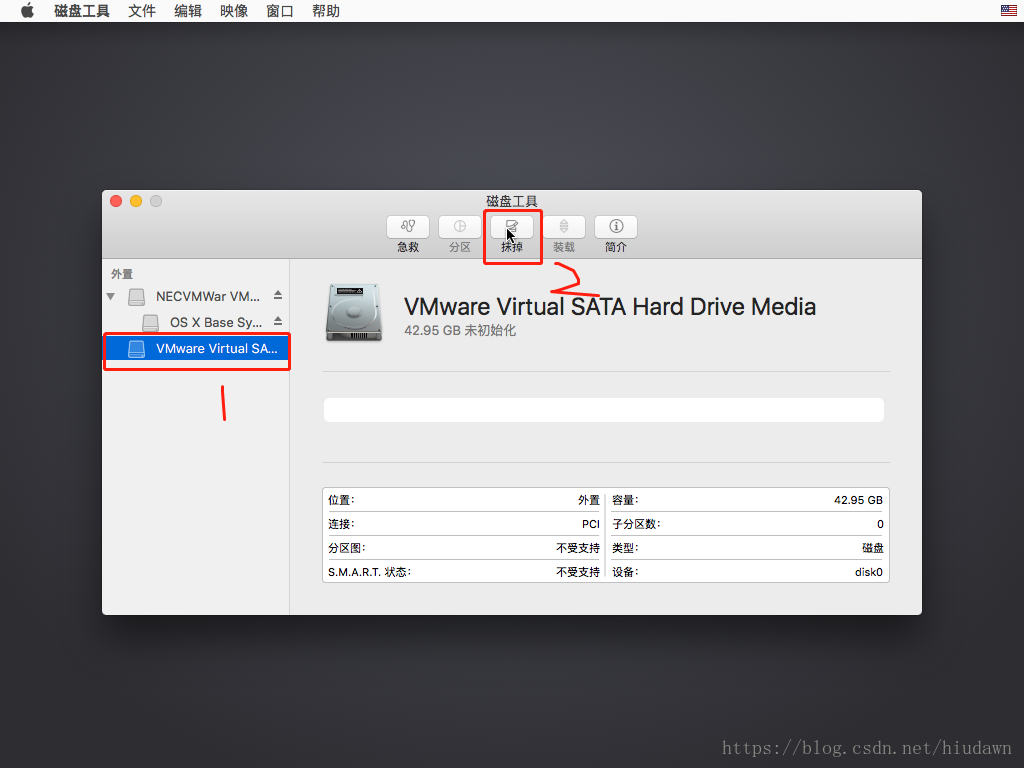 磁盘工具 文件 编辑 映像 窗口 帮助
磁盘工具
急救 分区 抹掉 装载 简介
外置
NECVMWar VM...
OS X Base Sy...
VMware Virtual SA...
1
2
VMware Virtual SATA Hard Drive Media
42.95 GB 未初始化
位置: 外置 容量: 42.95 GB
连接: PCI 子分区数: 0
分区图: 不受支持 类型: 磁盘
S.M.A.R.T. 状态: 不受支持 设备: disk0
https://blog.csdn.net/hiudawn